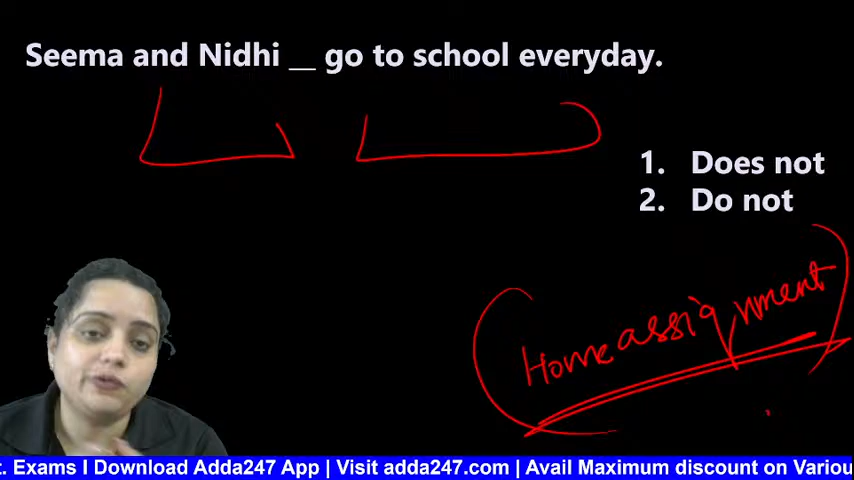 Seema and Nidhi __ go to school everyday.
1. Does not
2. Do not
Home assignment
t. Exams I Download Adda247 App | Visit adda247.com | Avail Maximum discount on Variou